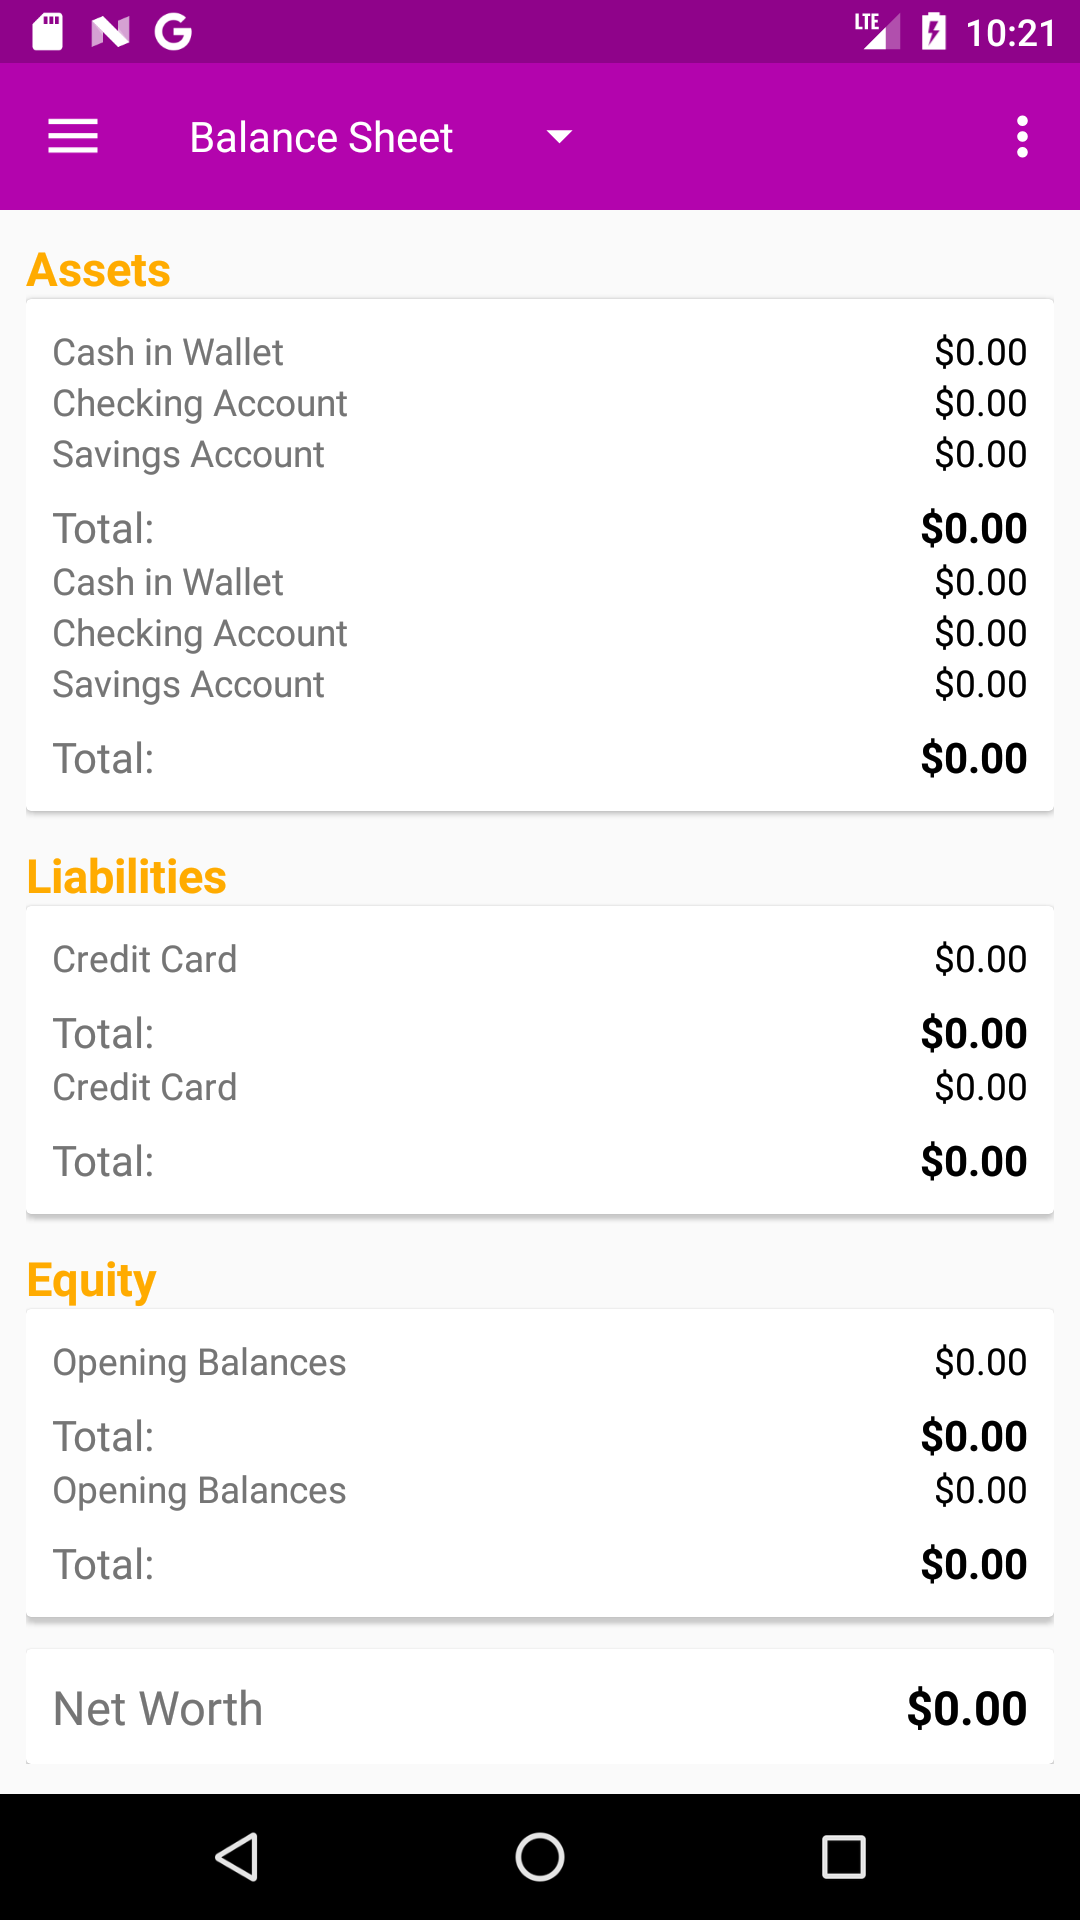 LTE 10:21
Balance Sheet
Assets
Cash in Wallet $0.00
Checking Account $0.00
Savings Account $0.00
Total: $0.00
Cash in Wallet $0.00
Checking Account $0.00
Savings Account $0.00
Total: $0.00
Liabilities
Credit Card $0.00
Total: $0.00
Credit Card $0.00
Total: $0.00
Equity
Opening Balances $0.00
Total: $0.00
Opening Balances $0.00
Total: $0.00
Net Worth $0.00